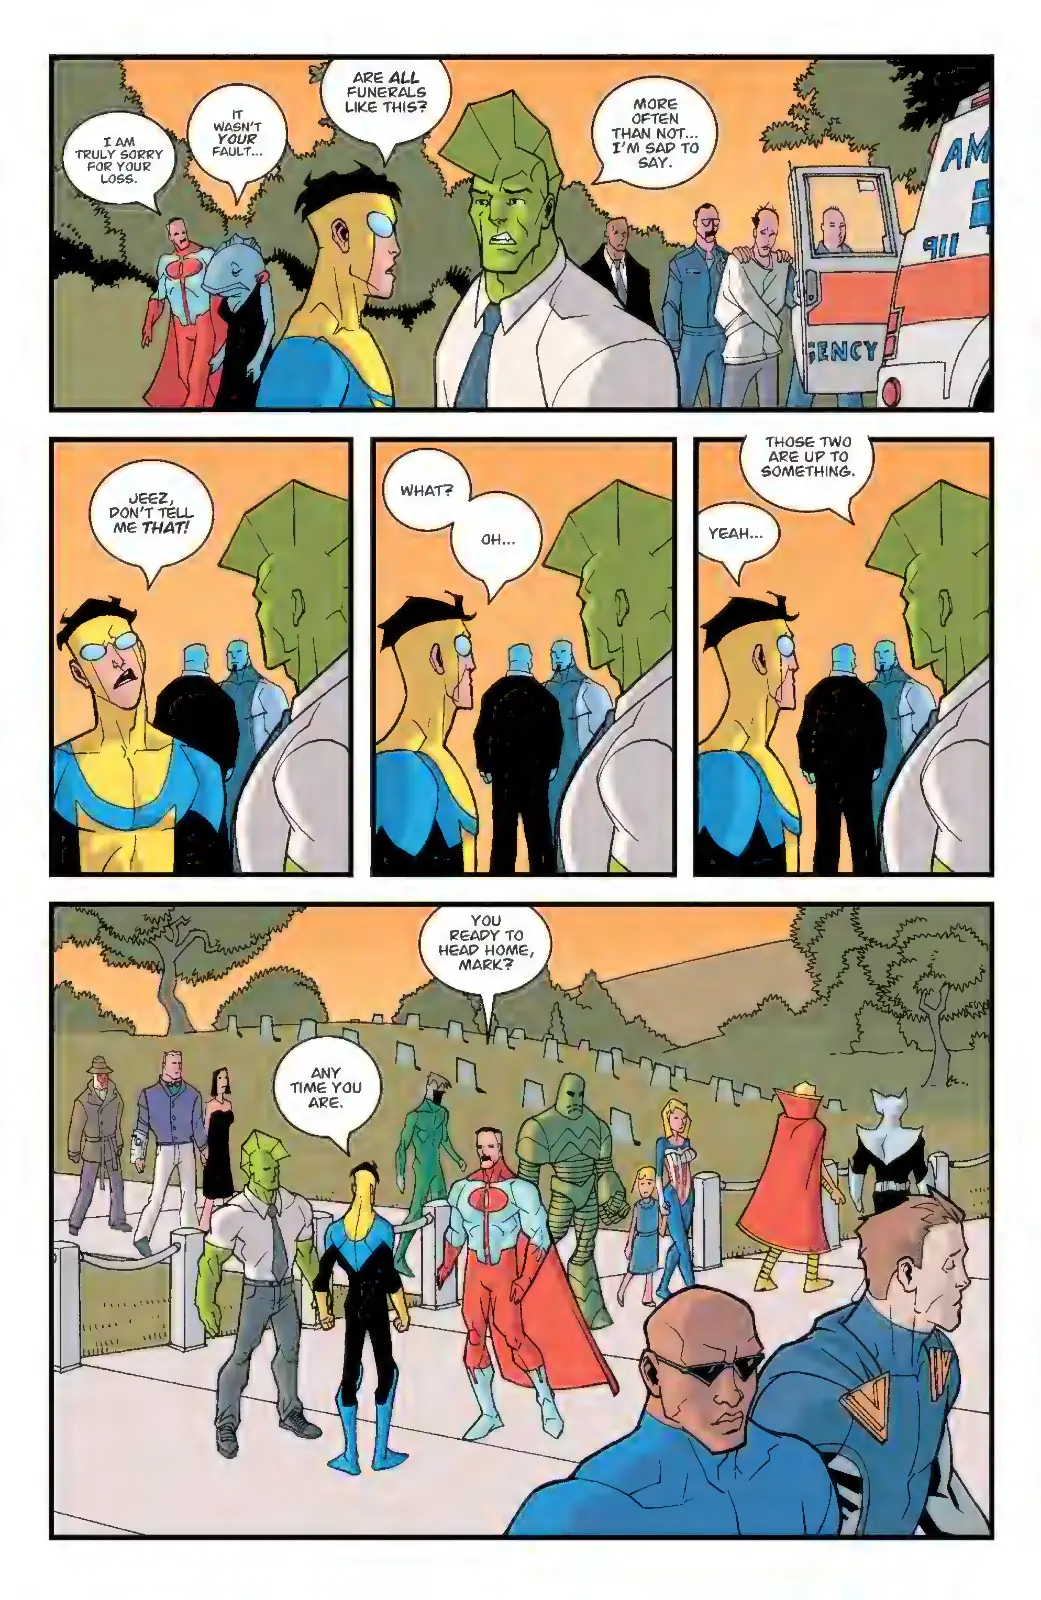 I AM
TRULY SORRY
FOR YOUR
LOSS.
IT
WASN'T
YOUR
FAULT...
ARE ALL
FUNERALS
LIKE THIS?
MORE
OFTEN
THAN NOT...
I'M SAD TO
SAY.
AM
911
ENCY
JEEZ,
DON'T TELL
ME THAT!
WHAT?
OH...
THOSE TWO
ARE UP TO
SOMETHING.
YEAH...
YOU
READY TO
HEAD HOME,
MARK?
ANY
TIME YOU
ARE.